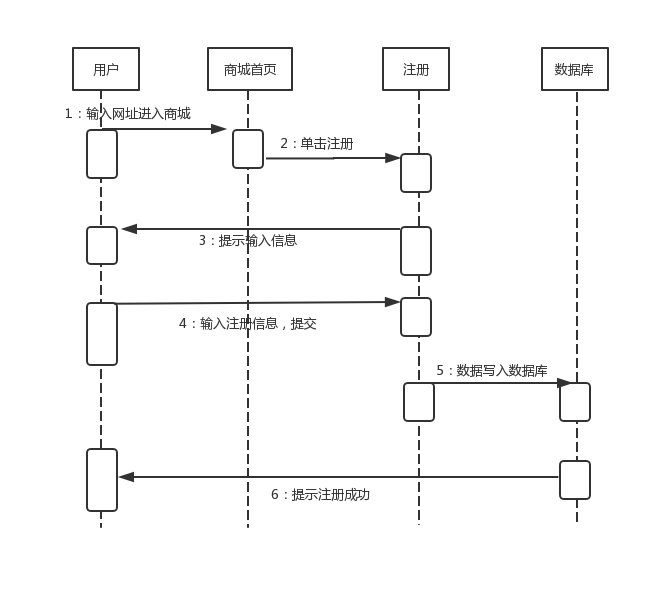 用户
商城首页
注册
数据库
1：输入网址进入商城
2：单击注册
3：提示输入信息
4：输入注册信息，提交
5：数据写入数据库
6：提示注册成功